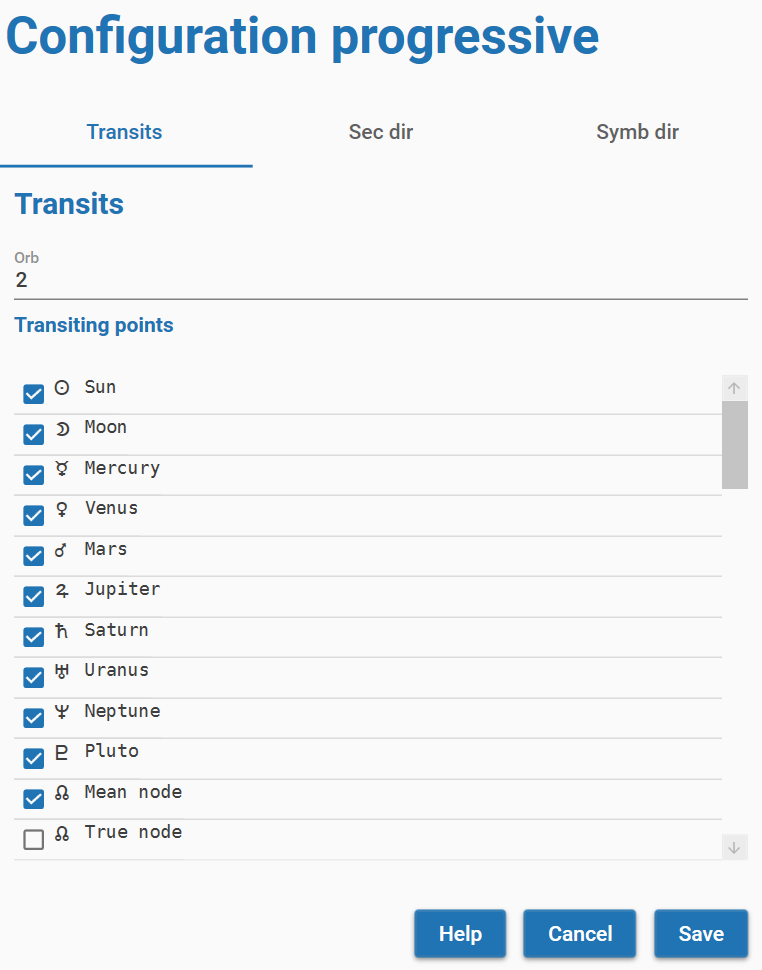 Configuration progressive
Transits Sec dir Symb dir
Transits
Orb
2
Transiting points
☉ Sun
☽ Moon
☿ Mercury
♀ Venus
♂ Mars
♃ Jupiter
♄ Saturn
♅ Uranus
♆ Neptune
♇ Pluto
☊ Mean node
☊ True node
Help Cancel Save